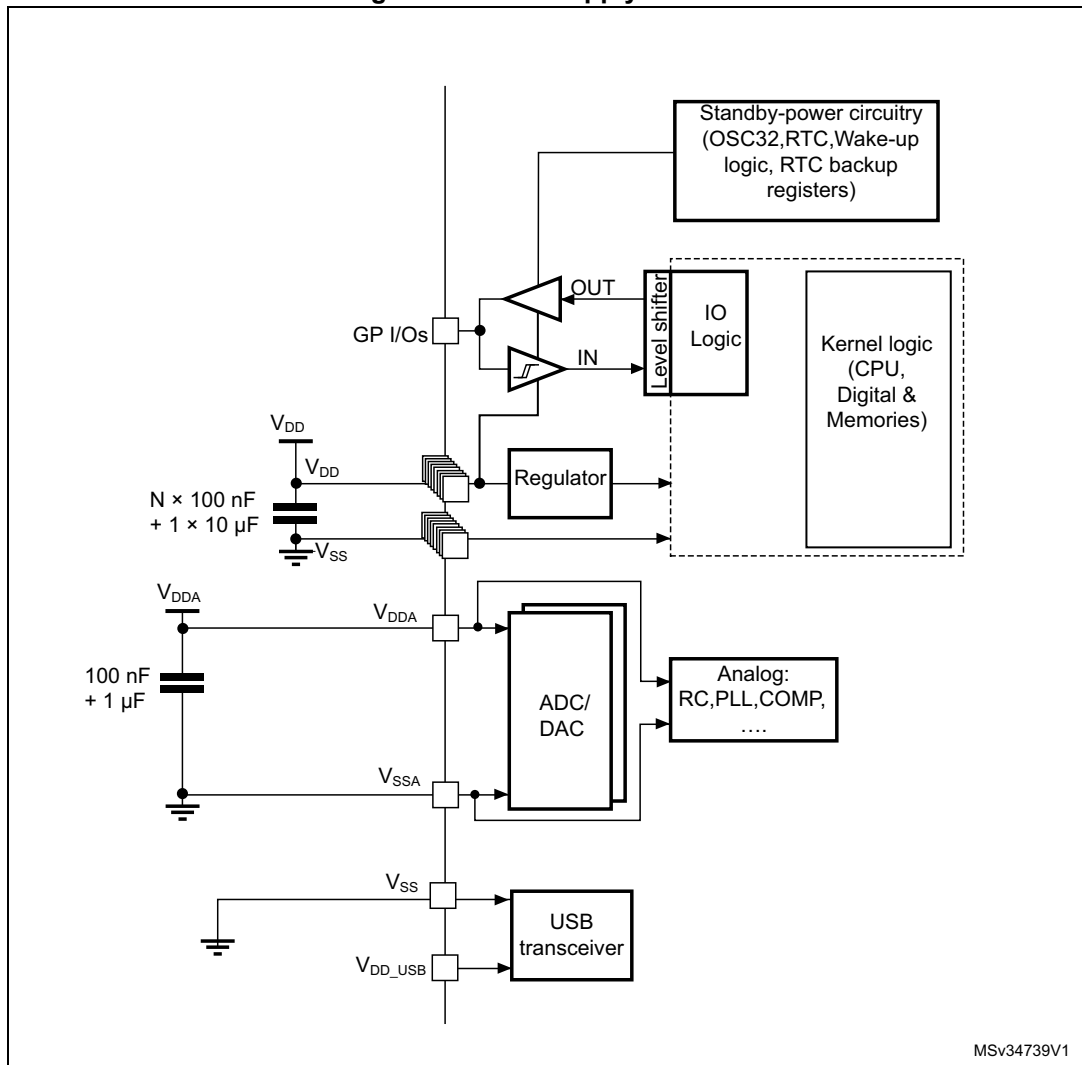 Standby-power circuitry
(OSC32,RTC,Wake-up
logic, RTC backup
registers)
OUT
GP I/Os
IN
Level shifter
IO
Logic
Kernel logic
(CPU,
Digital &
Memories)
VDD
VDD
N × 100 nF
+ 1 × 10 µF
VSS
Regulator
VDDA
VDDA
100 nF
+ 1 µF
ADC/
DAC
Analog:
RC,PLL,COMP,
....
VSSA
VSS
USB
transceiver
VDD_USB
MSv34739V1